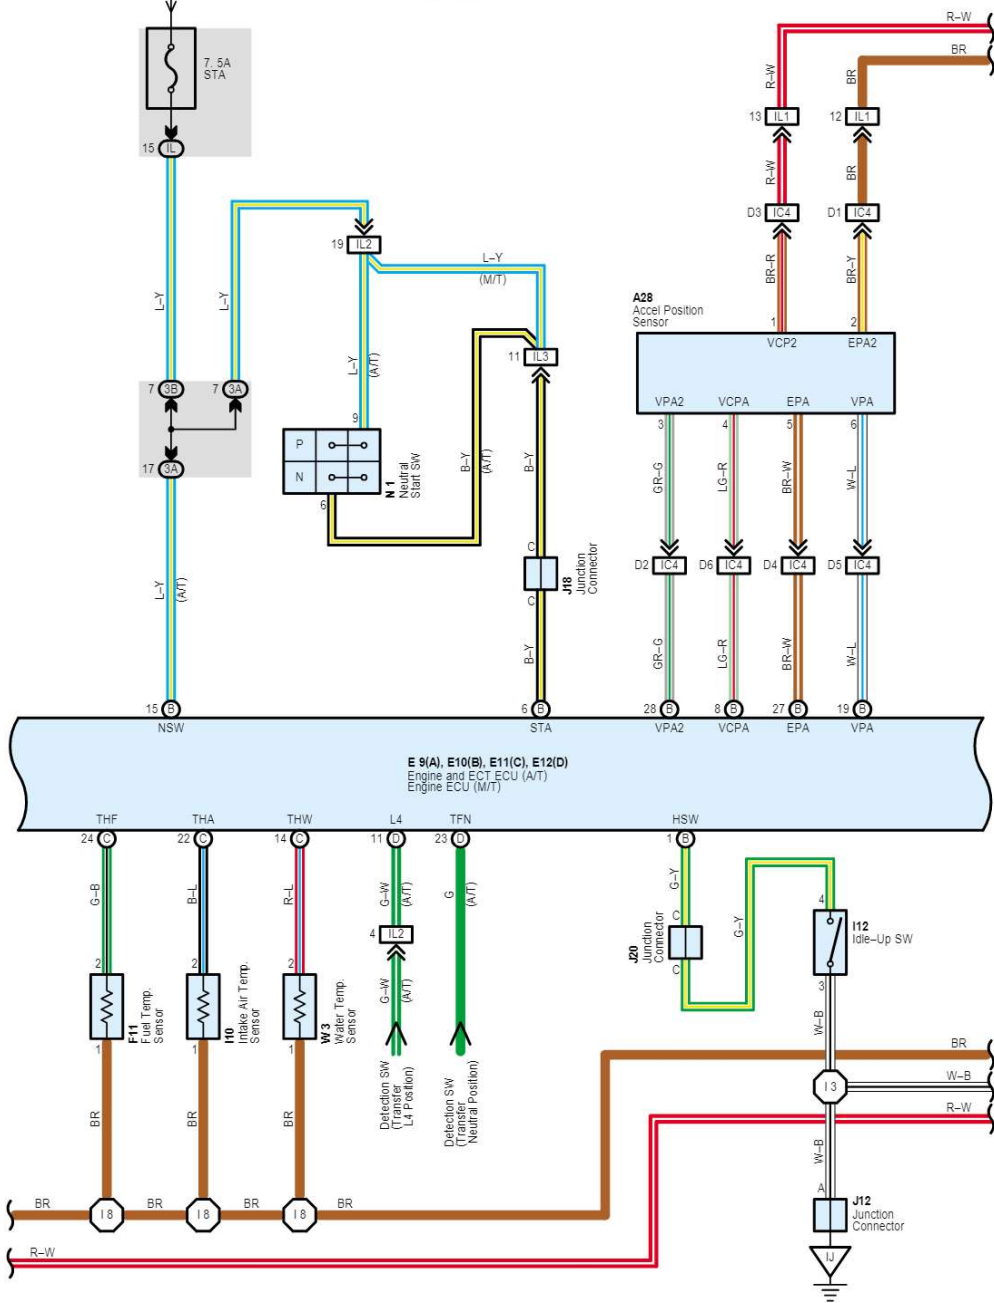 R–W
BR
7. 5A
STA
R–W
BR
13 IL1
12 IL1
15 IL
R–W
BR
D3 IC4
D1 IC4
19 IL2
L–Y
(M/T)
BR–R
BR–Y
L–Y
L–Y
A28
Accel Position
Sensor
1
2
VCP2
EPA2
11 IL3
L–Y
(A/T)
7 3B
7 3A
VPA2
VCPA
EPA
VPA
9
3
4
5
6
P
N
N 1
Neutral
Start SW
17 3A
B–Y
(A/T)
B–Y
GR–G
LG–R
BR–W
W–L
6
C
D2 IC4
D6 IC4
D4 IC4
D5 IC4
J18
Junction
Connector
C
L–Y
(A/T)
B–Y
GR–G
LG–R
BR–W
W–L
15 B
6 B
28 B
8 B
27 B
19 B
NSW
STA
VPA2
VCPA
EPA
VPA
E 9(A), E10(B), E11(C), E12(D)
Engine and ECT ECU (A/T)
Engine ECU (M/T)
THF
THA
THW
L4
TFN
HSW
24 C
22 C
14 C
11 D
23 D
1 B
G–B
B–L
R–L
G–W
(A/T)
G
(A/T)
G–Y
G–Y
4
C
J20
Junction
Connector
C
I12
Idle–Up SW
4 IL2
2
2
2
G–W
(A/T)
3
F11
Fuel Temp.
Sensor
I10
Intake Air Temp.
Sensor
W 3
Water Temp.
Sensor
1
1
1
W–B
BR
Detection SW
(Transfer
L4 Position)
Detection SW
(Transfer
Neutral Position)
I 3
W–B
R–W
BR
BR
BR
W–B
A
J12
Junction
Connector
BR
I 8
BR
I 8
BR
I 8
BR
R–W
IJ